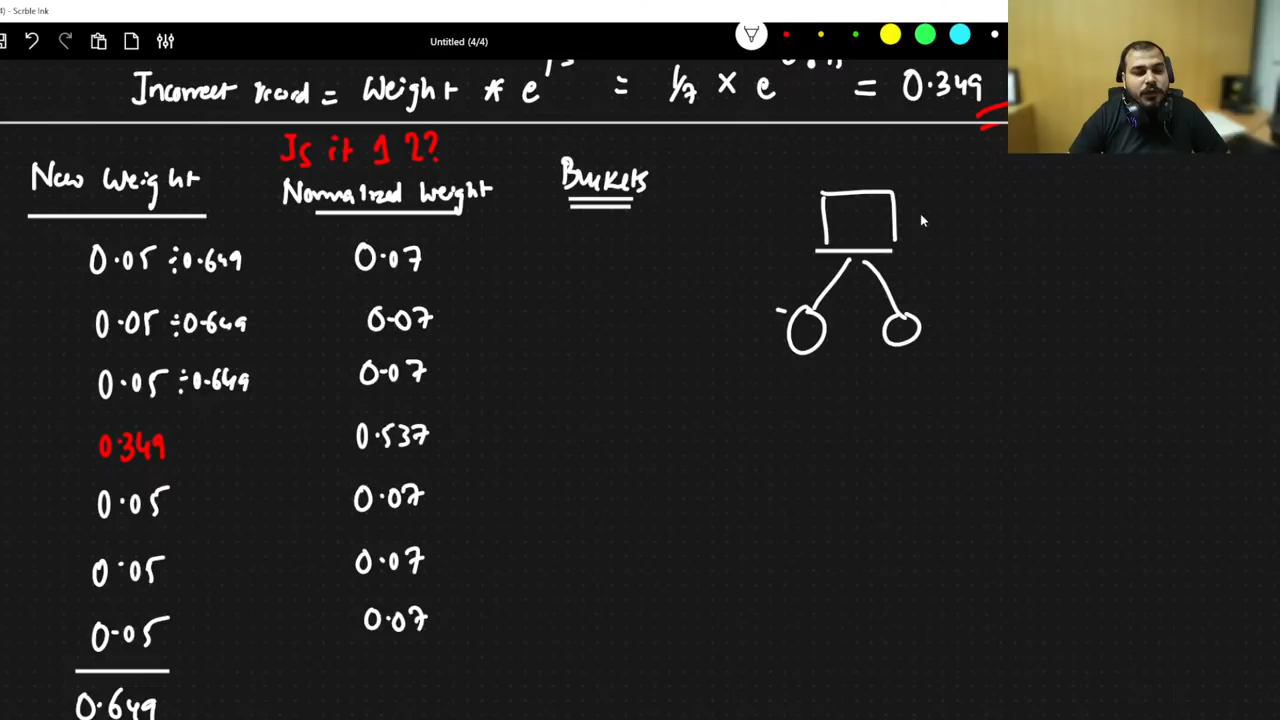 4) - Scrble Ink
Untitled (4/4)
Incorrect record = Weight * e = 1/7 x e = 0.349
Is it 1 ??
New Weight Normalized Weight Buckets
0.05 ÷0.649 0.07
0.05 ÷0.649 0.07
0.05 ÷0.649 0.07
0.349 0.537
0.05 0.07
0.05 0.07
0.05 0.07
0.649